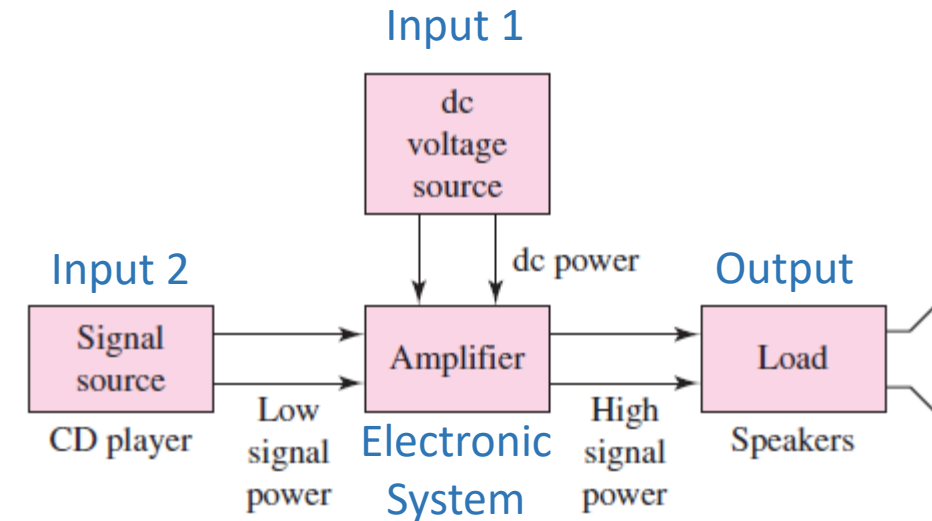 Input 1
dc
voltage
source
dc power
Input 2
Output
Signal
source
Amplifier
Load
CD player
Low
signal
power
Electronic
System
High
signal
power
Speakers